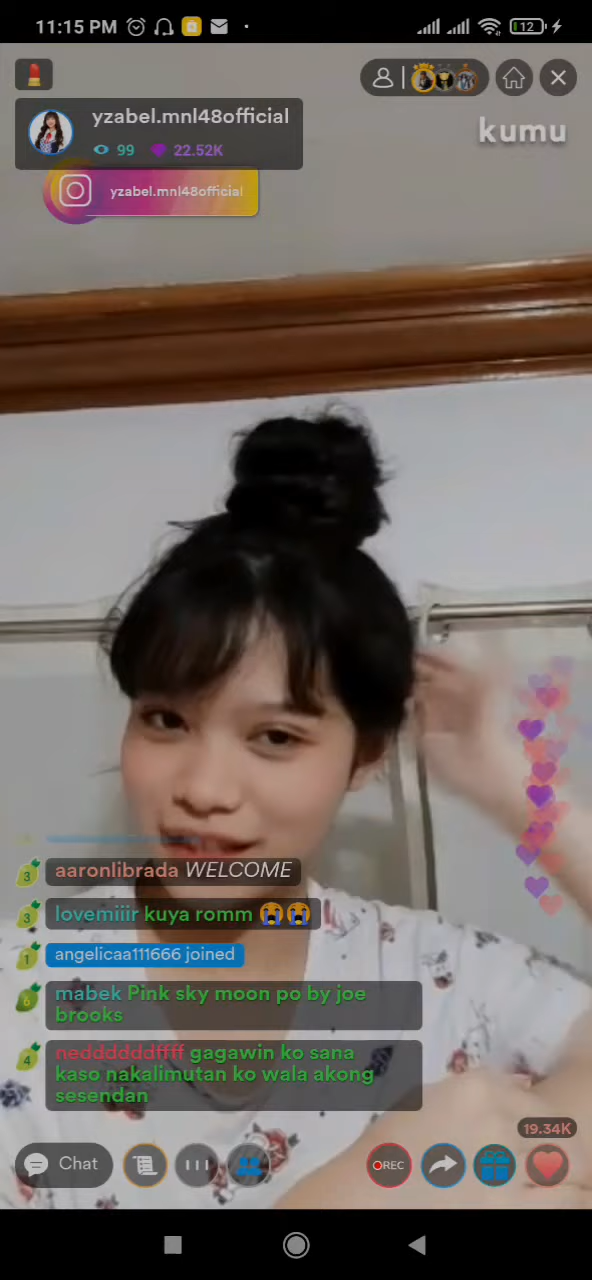 11:15 PM
12
yzabel.mnl48official
99 22.52K
kumu
yzabel.mnl48official
3 aaronlibrada WELCOME
3 lovemiiir kuya romm 😭😭
1 angelicaa111666 joined
6 mabek Pink sky moon po by joe
brooks
4 neddddddffff gagawin ko sana
kaso nakalimutan ko wala akong
sesendan
19.34K
Chat
REC